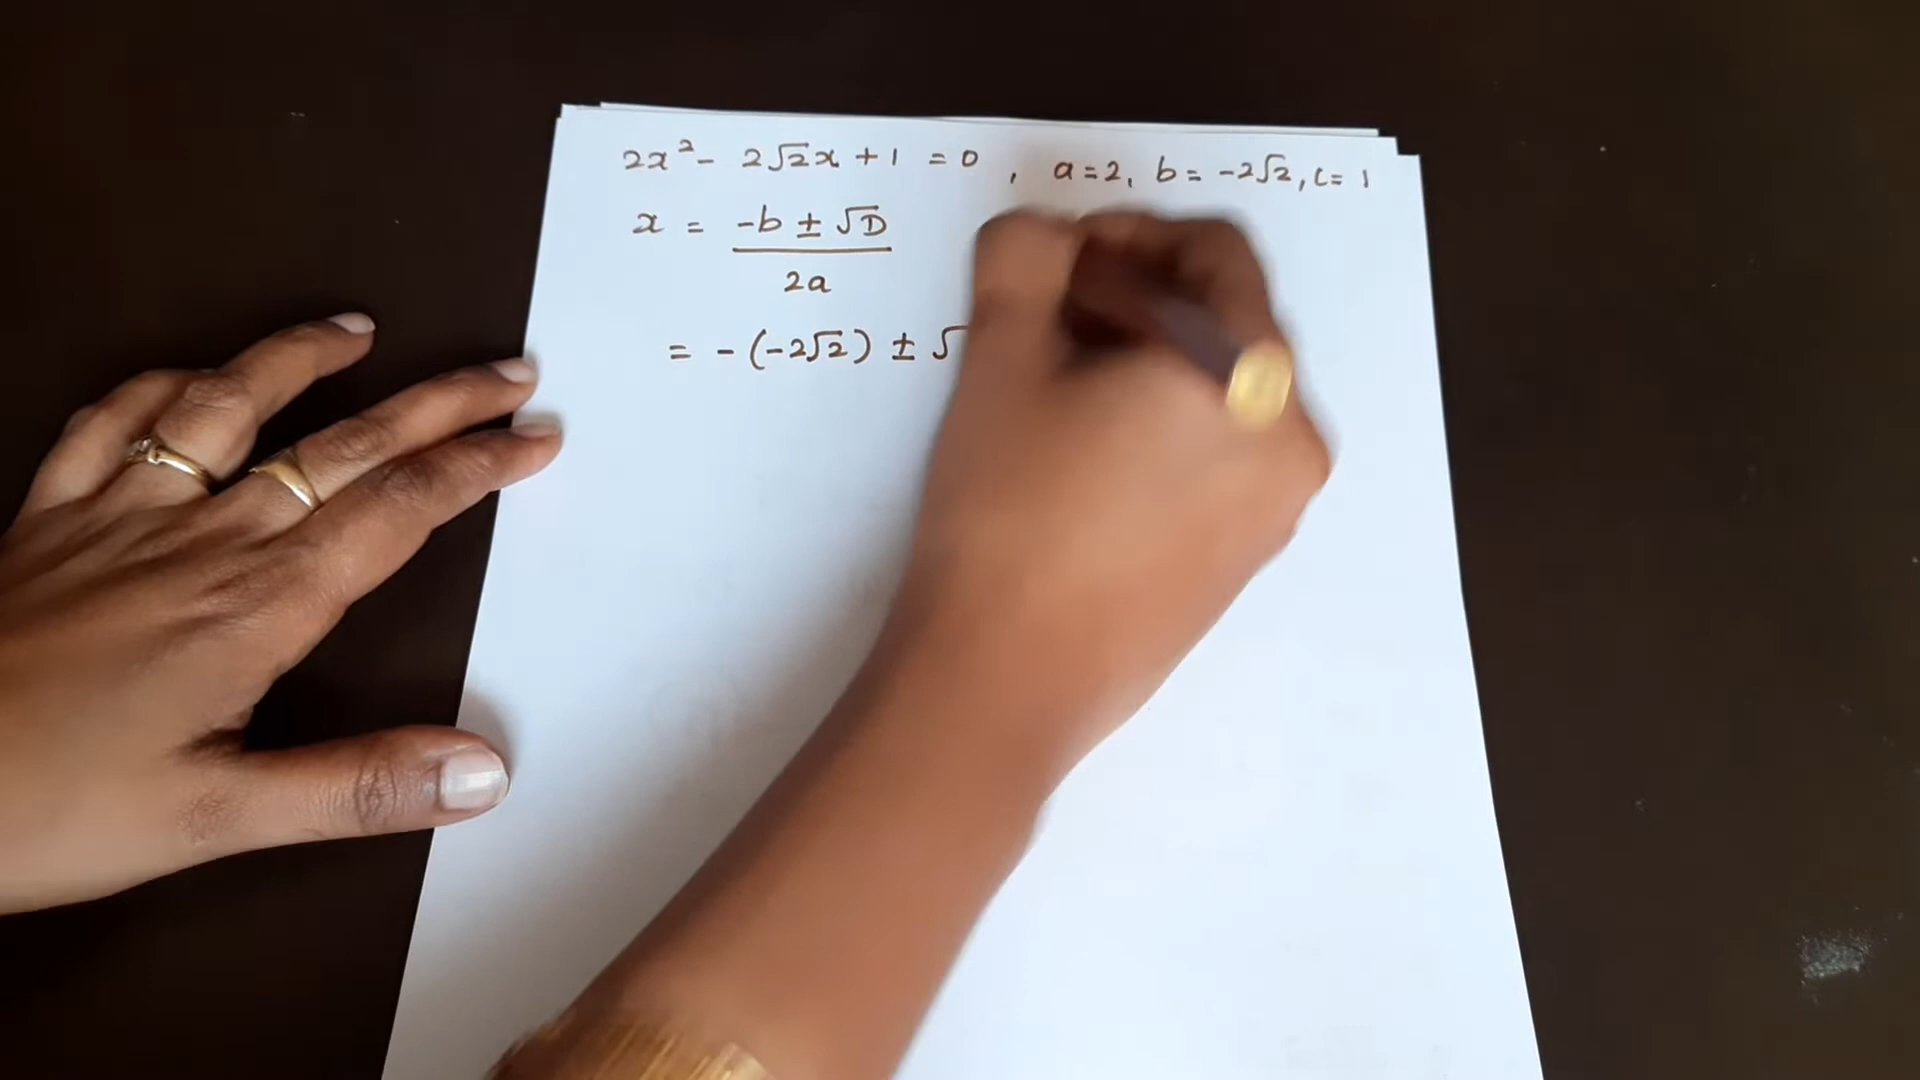 2x² - 2√2x + 1 = 0 , a = 2, b = -2√2, c = 1
x = -b ± √D
2a
= - (-2√2) ± √